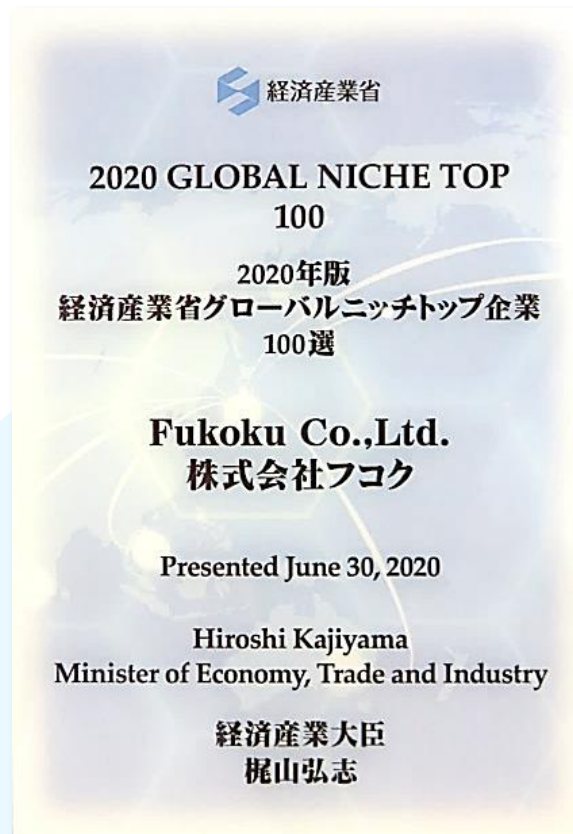 経済産業省
2020 GLOBAL NICHE TOP
100
2020年版
経済産業省グローバルニッチトップ企業
100選
Fukoku Co.,Ltd.
株式会社フコク
Presented June 30, 2020
Hiroshi Kajiyama
Minister of Economy, Trade and Industry
経済産業大臣
梶山弘志